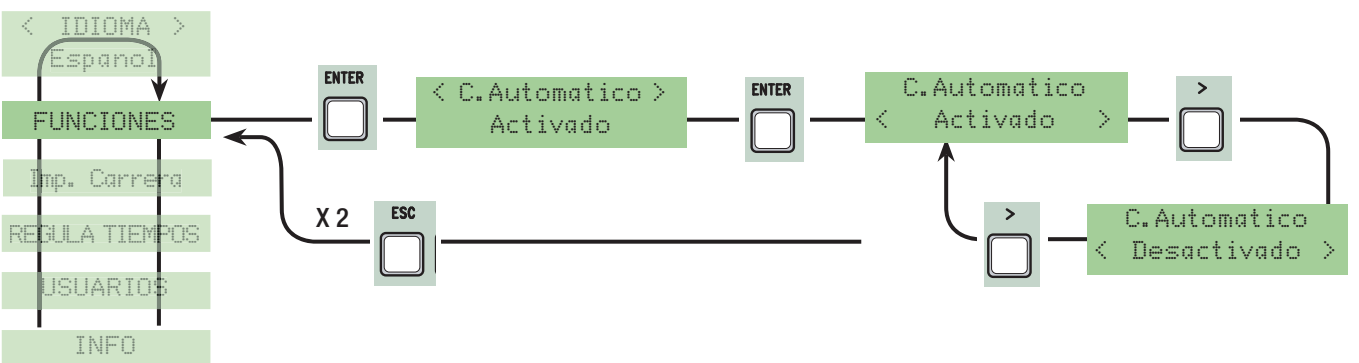 < IDIOMA >
Espanol
FUNCIONES
Imp. Carrera
REGULA TIEMPOS
USUARIOS
INFO
ENTER
< C.Automatico >
Activado
ENTER
C.Automatico
< Activado >
>
C.Automatico
< Desactivado >
>
X 2
ESC